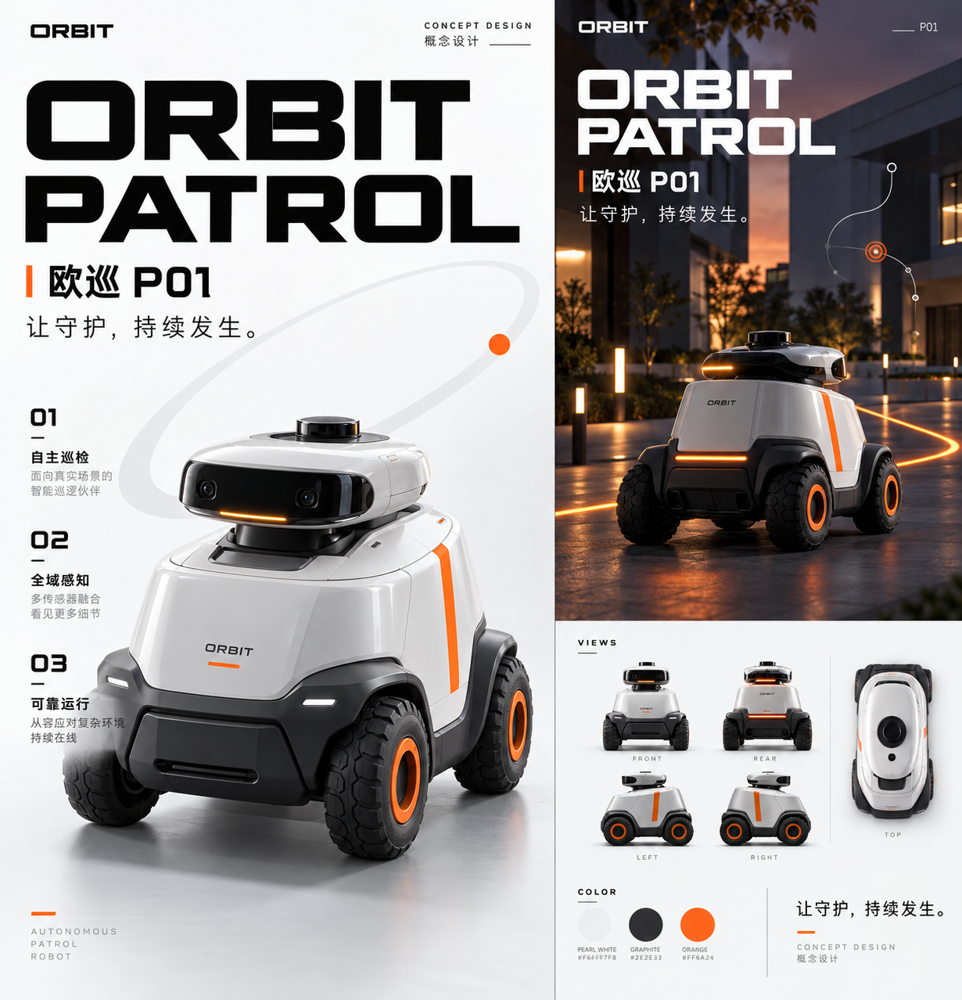 ORBIT
CONCEPT DESIGN
概念设计
ORBIT
PATROL
欧巡 P01
让守护，持续发生。
01
自主巡检
面向真实场景的
智能巡逻伙伴
02
全域感知
多传感器融合
看见更多细节
03
可靠运行
从容应对复杂环境
持续在线
ORBIT
AUTONOMOUS
PATROL
ROBOT
ORBIT
P01
ORBIT
PATROL
欧巡 P01
让守护，持续发生。
ORBIT
VIEWS
FRONT
REAR
LEFT
RIGHT
TOP
COLOR
PEARL WHITE
GRAPHITE
#2E2E33
ORANGE
#FF6A24
让守护，持续发生。
CONCEPT DESIGN
概念设计